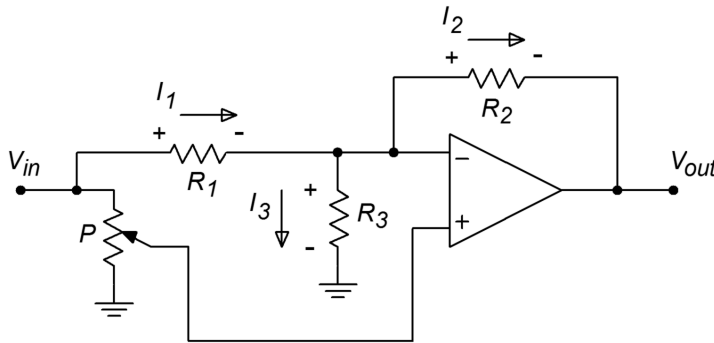 I2
+ -
R2
I1
+ -
R1
Vin
Vout
−
+
I3
+
R3
-
P